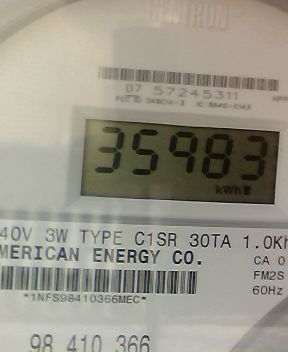 07 57245311
35983
kWh
40V 3W TYPE C1SR 30TA 1.0Kh
MERICAN ENERGY CO.
CA 0
FM2S
60Hz
*1NFS98410366MEC*
98 410 366